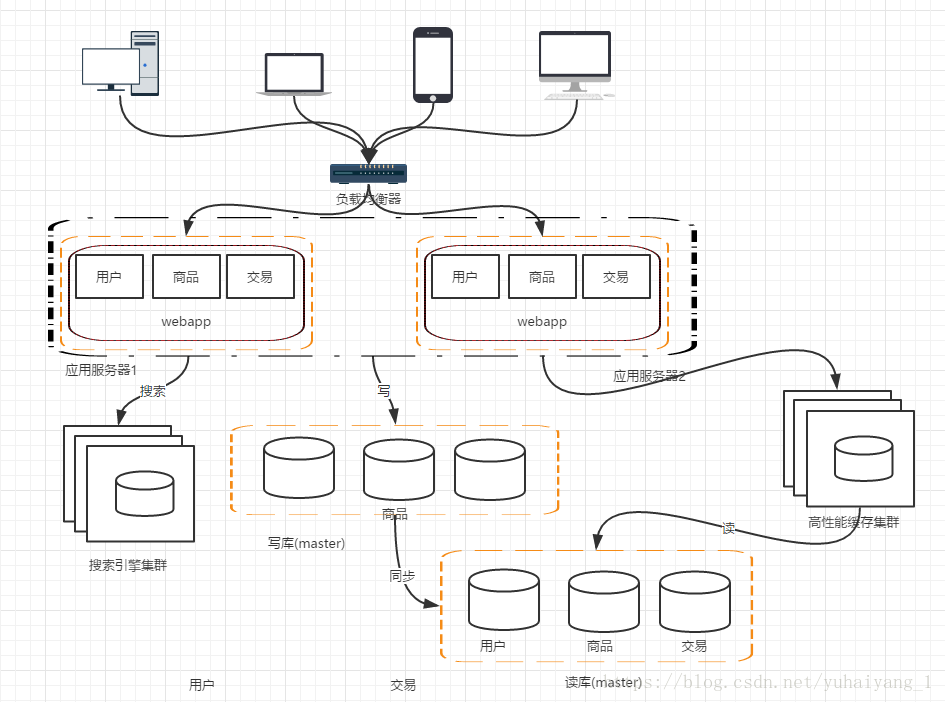 负载均衡器
用户
商品
交易
webapp
用户
商品
交易
webapp
应用服务器1
应用服务器2
搜索
写
商品
高性能缓存集群
读
写库(master)
搜索引擎集群
同步
用户
商品
交易
用户
交易
读库(master)
https://blog.csdn.net/yuhaiyang_1